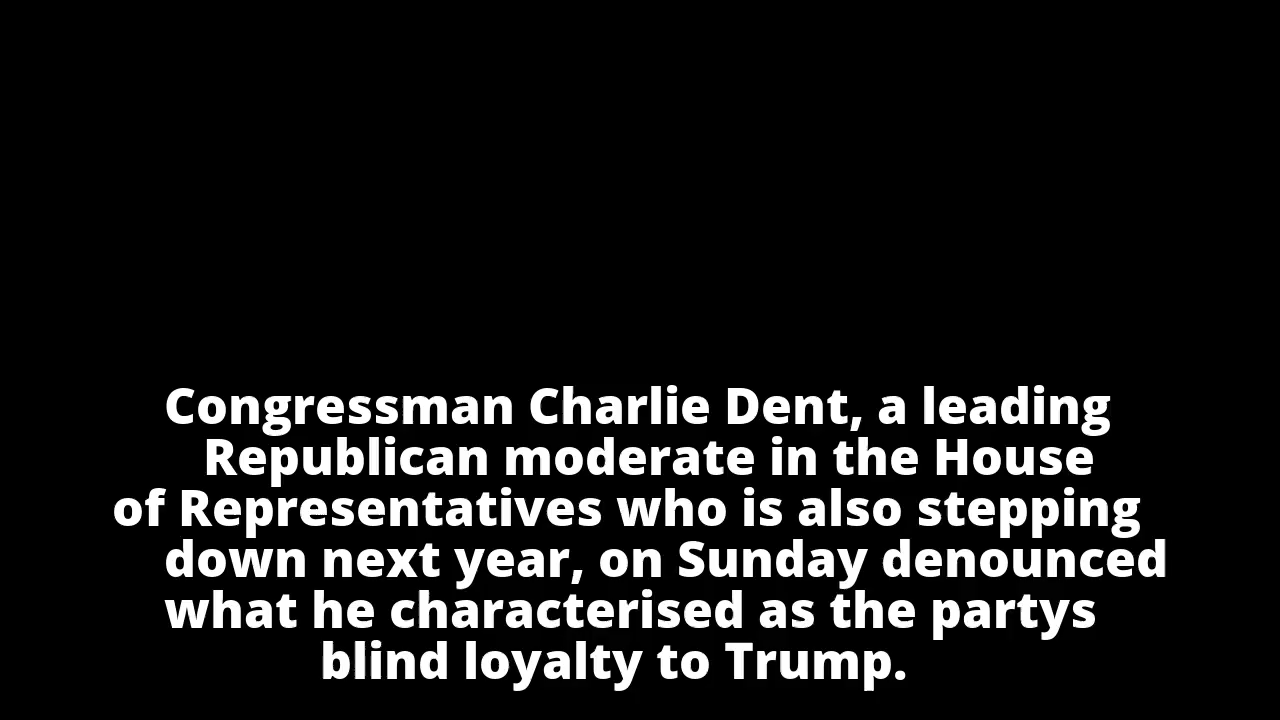 Congressman Charlie Dent, a leading
Republican moderate in the House
of Representatives who is also stepping
down next year, on Sunday denounced
what he characterised as the partys
blind loyalty to Trump.